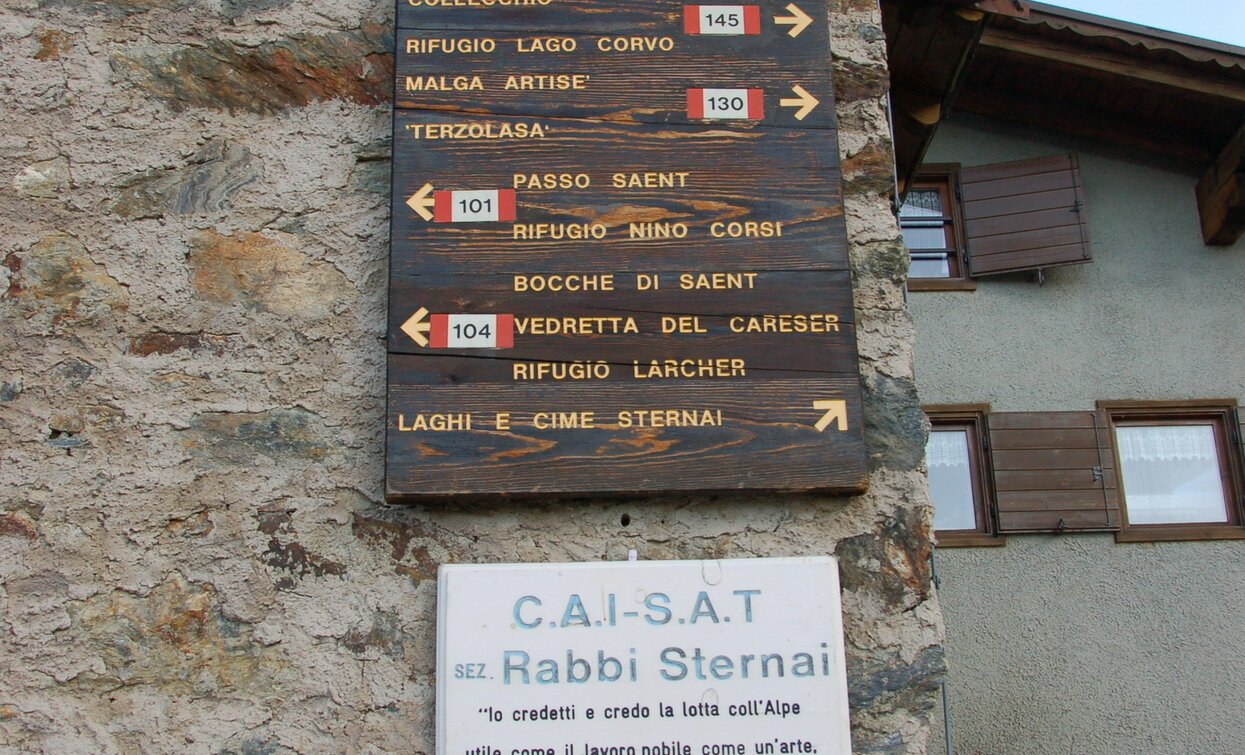 COLLECCHIO
145
RIFUGIO LAGO CORVO
MALGA ARTISE'
130
'TERZOLASA'
PASSO SAENT
101
RIFUGIO NINO CORSI
BOCCHE DI SAENT
104 VEDRETTA DEL CARESER
RIFUGIO LARCHER
LAGHI E CIME STERNAI
C.A.I-S.A.T
SEZ. Rabbi Sternai
"Io credetti e credo la lotta coll'Alpe
utile come il lavoro, nobile come un'arte,